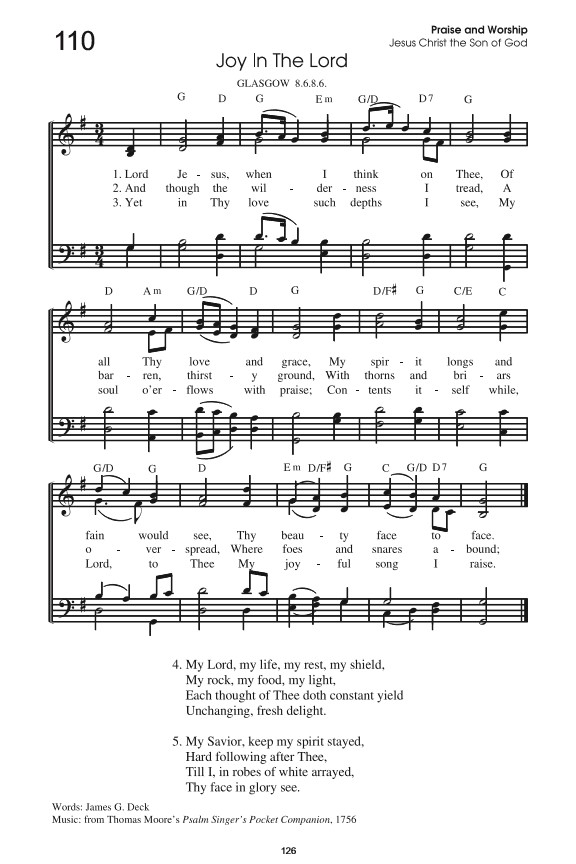 110
Praise and Worship
Jesus Christ the Son of God
Joy In The Lord
GLASGOW 8.6.8.6.
G D G Em G/D D7 G
1. Lord Je - sus, when I think on Thee, Of
2. And though the wil - der - ness I tread, A
3. Yet in Thy love such depths I see, My
D Am G/D D G D/F# G C/E C
all Thy love and grace, My spir - it longs and
bar - ren, thirst - y ground, With thorns and bri - ars
soul o'er - flows with praise; Con - tents it - self while,
G/D G D Em D/F# G C G/D D7 G
fain would see, Thy beau - ty face to face.
o - ver - spread, Where foes and snares a - bound;
Lord, to Thee My joy - ful song I raise.
4. My Lord, my life, my rest, my shield,
My rock, my food, my light,
Each thought of Thee doth constant yield
Unchanging, fresh delight.
5. My Savior, keep my spirit stayed,
Hard following after Thee,
Till I, in robes of white arrayed,
Thy face in glory see.
Words: James G. Deck
Music: from Thomas Moore's Psalm Singer's Pocket Companion, 1756
126